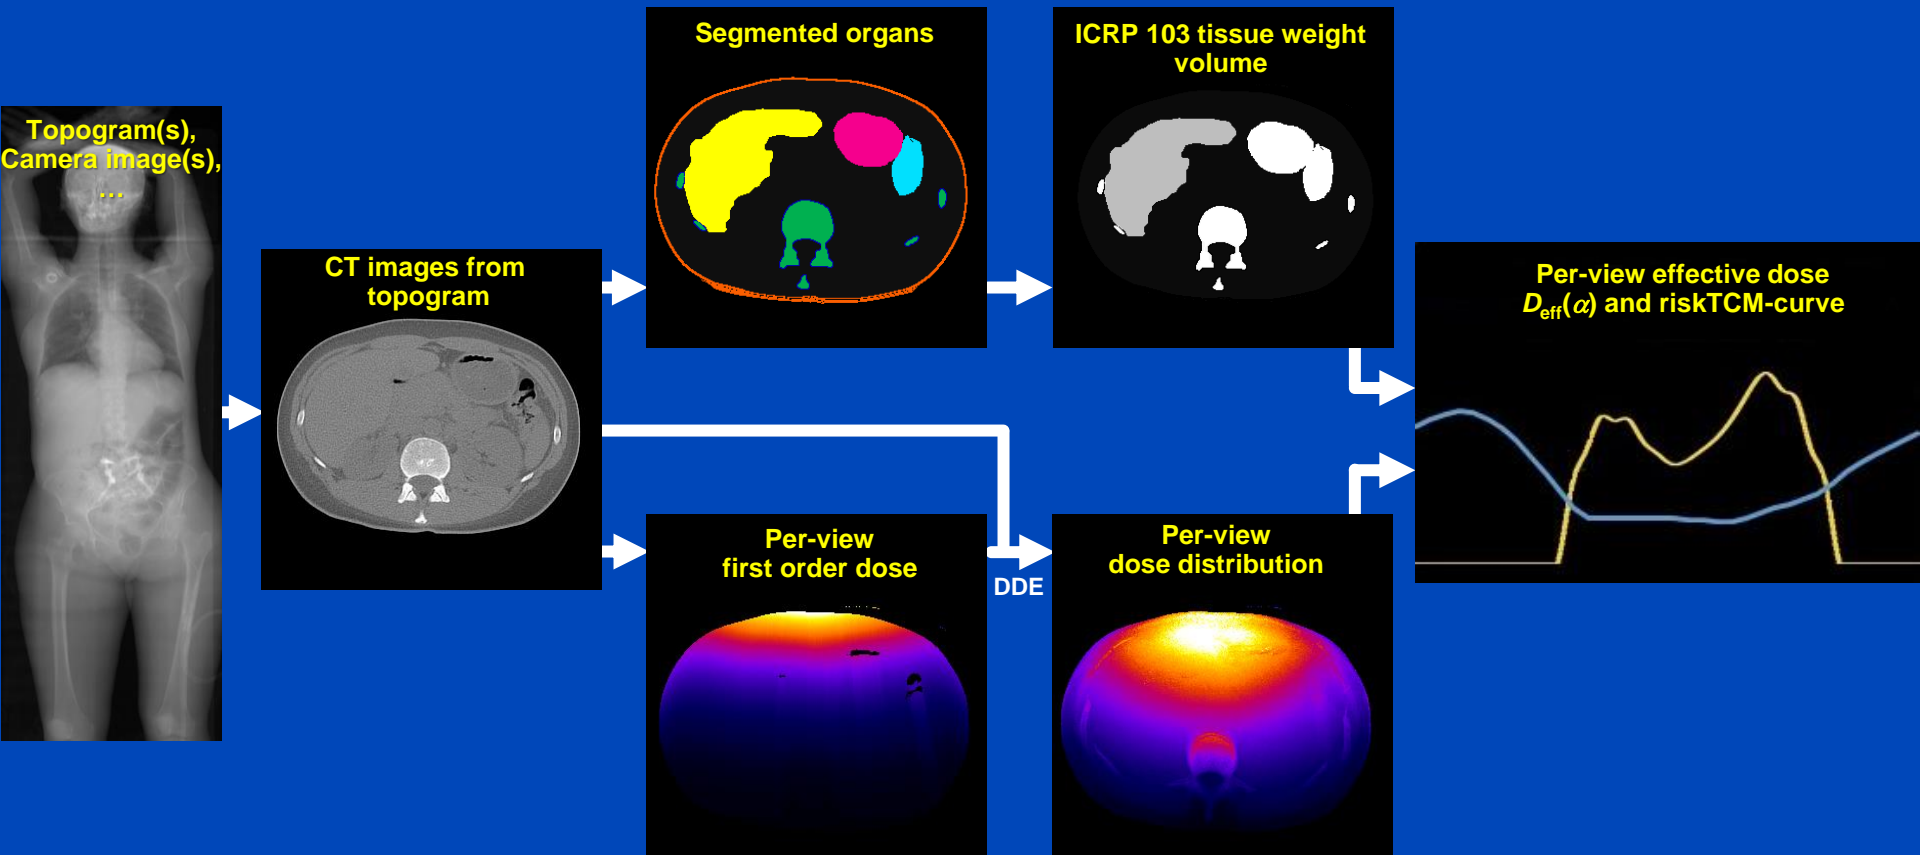 Topogram(s),
Camera image(s),
...
CT images from
topogram
Segmented organs
ICRP 103 tissue weight
volume
Per-view
first order dose
DDE
Per-view
dose distribution
Per-view effective dose
Deff(α) and riskTCM-curve